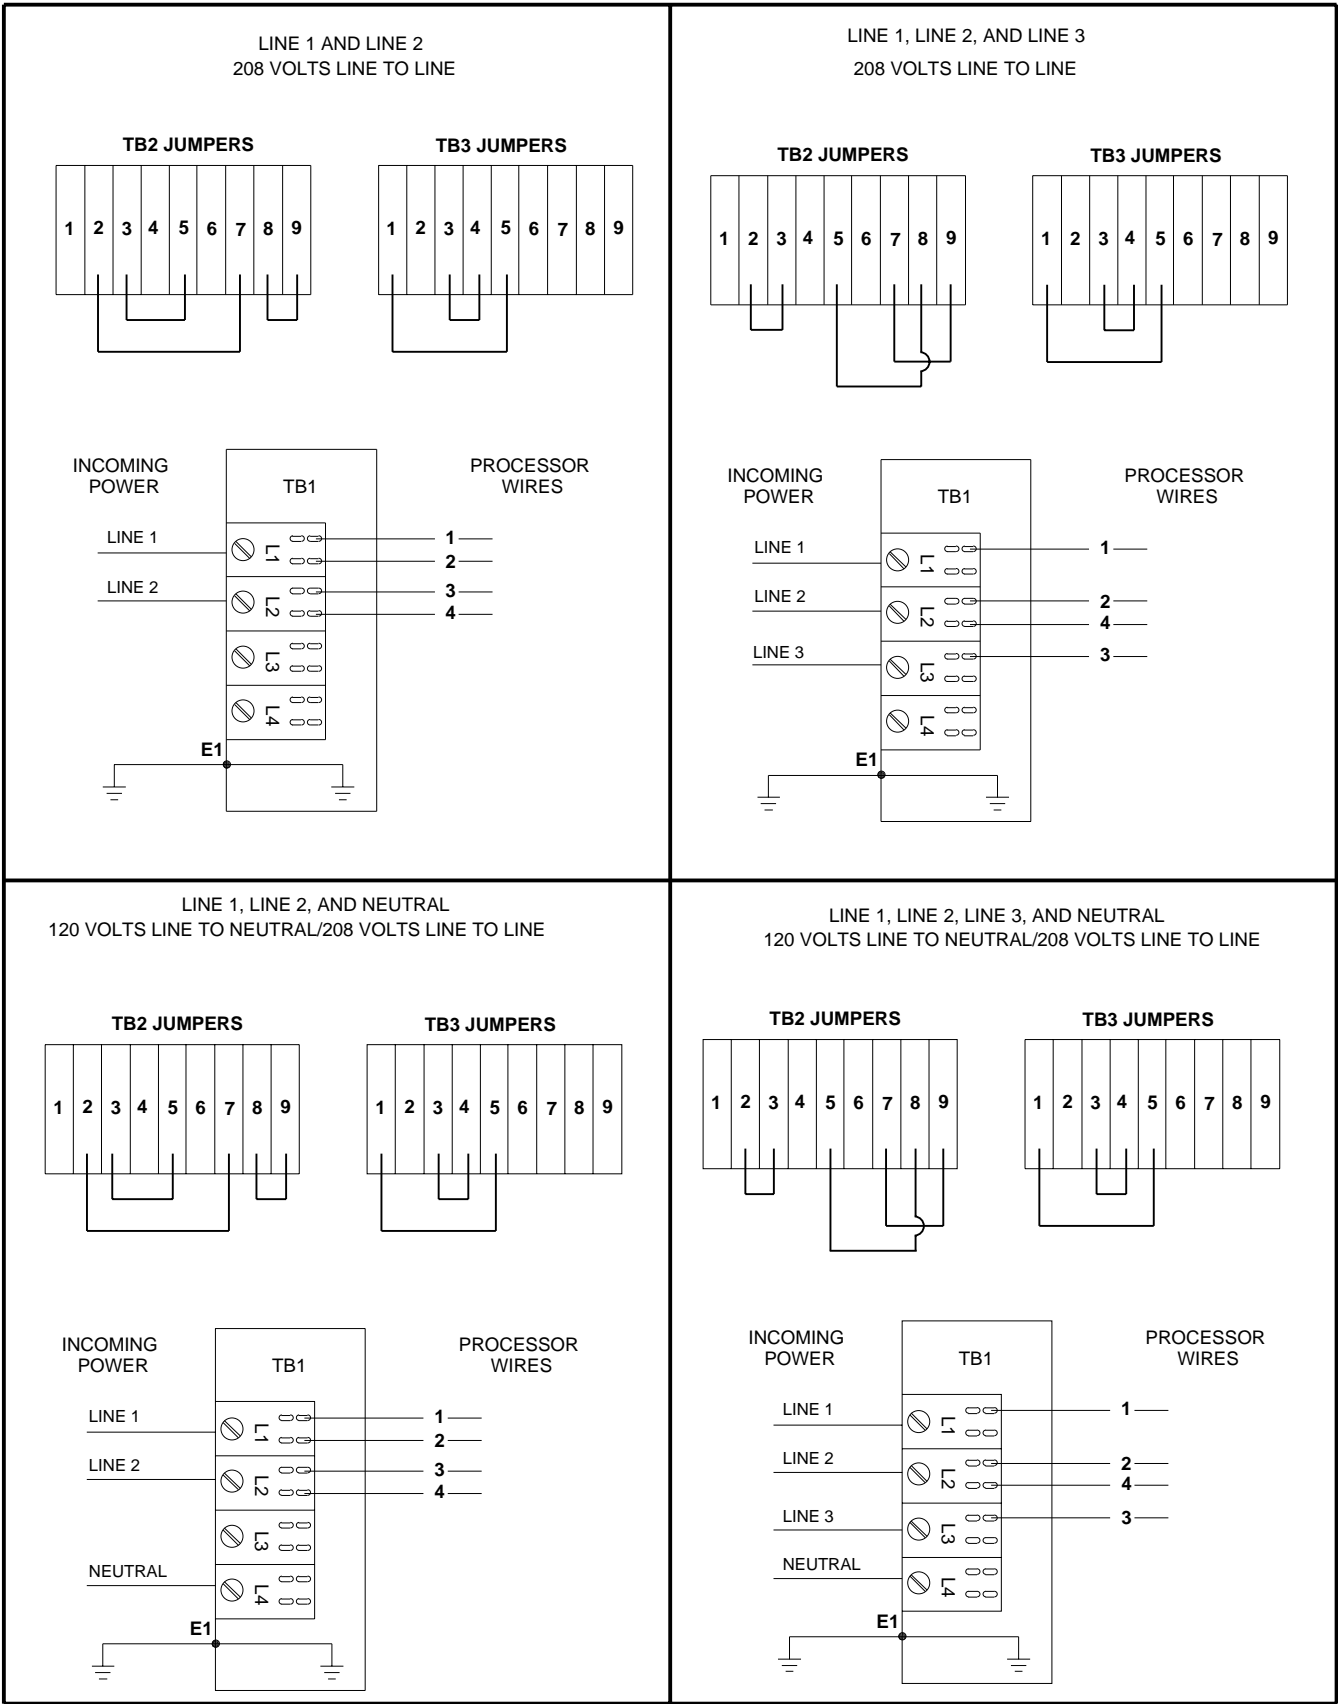 LINE 1 AND LINE 2
208 VOLTS LINE TO LINE
TB2 JUMPERS
1 2 3 4 5 6 7 8 9
TB3 JUMPERS
1 2 3 4 5 6 7 8 9
INCOMING
POWER
TB1
PROCESSOR
WIRES
LINE 1
L1
1
2
LINE 2
L2
3
4
L3
L4
E1
LINE 1, LINE 2, AND LINE 3
208 VOLTS LINE TO LINE
TB2 JUMPERS
1 2 3 4 5 6 7 8 9
TB3 JUMPERS
1 2 3 4 5 6 7 8 9
INCOMING
POWER
TB1
PROCESSOR
WIRES
LINE 1
L1
1
LINE 2
L2
2
4
LINE 3
L3
3
L4
E1
LINE 1, LINE 2, AND NEUTRAL
120 VOLTS LINE TO NEUTRAL/208 VOLTS LINE TO LINE
TB2 JUMPERS
1 2 3 4 5 6 7 8 9
TB3 JUMPERS
1 2 3 4 5 6 7 8 9
INCOMING
POWER
TB1
PROCESSOR
WIRES
LINE 1
L1
1
2
LINE 2
L2
3
4
L3
NEUTRAL
L4
E1
LINE 1, LINE 2, LINE 3, AND NEUTRAL
120 VOLTS LINE TO NEUTRAL/208 VOLTS LINE TO LINE
TB2 JUMPERS
1 2 3 4 5 6 7 8 9
TB3 JUMPERS
1 2 3 4 5 6 7 8 9
INCOMING
POWER
TB1
PROCESSOR
WIRES
LINE 1
L1
1
LINE 2
L2
2
4
LINE 3
L3
3
NEUTRAL
L4
E1